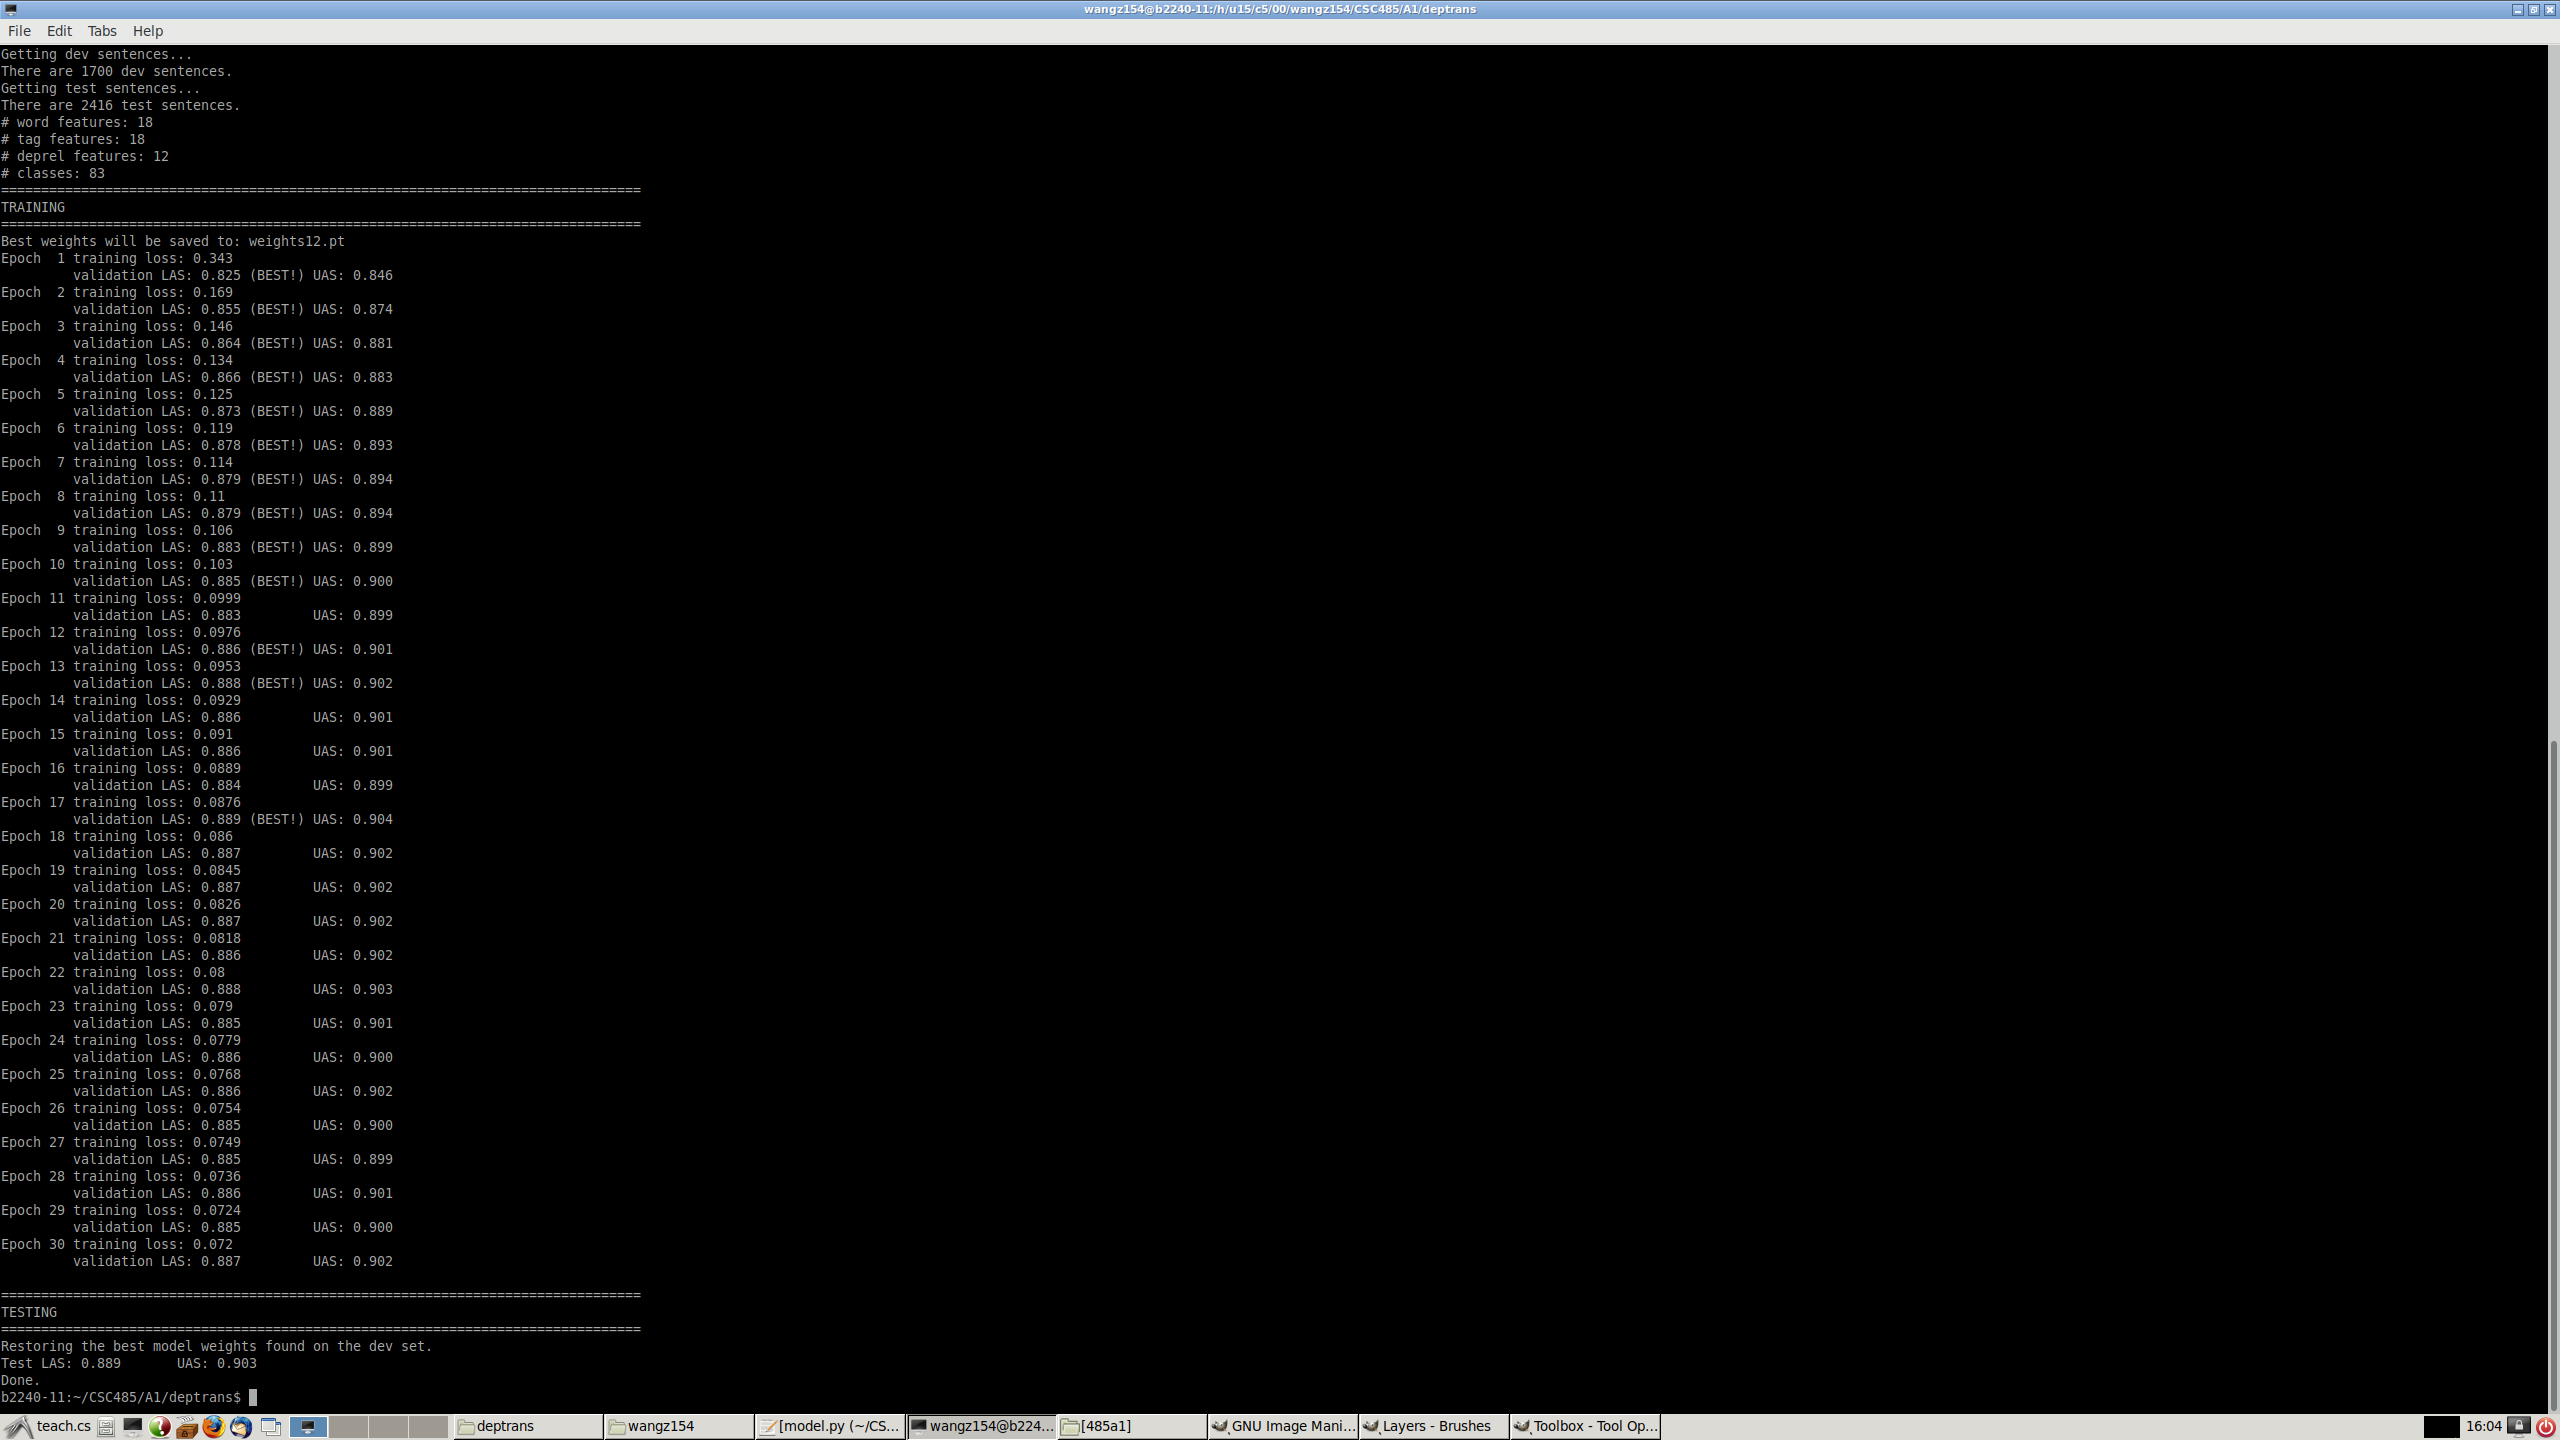 wangz154@b2240-11:/h/u15/c5/00/wangz154/CSC485/A1/deptrans
File Edit Tabs Help
Getting dev sentences...
There are 1700 dev sentences.
Getting test sentences...
There are 2416 test sentences.
# word features: 18
# tag features: 18
# deprel features: 12
# classes: 83
================================================================================
TRAINING
================================================================================
Best weights will be saved to: weights12.pt
Epoch  1 training loss: 0.343
         validation LAS: 0.825 (BEST!) UAS: 0.846
Epoch  2 training loss: 0.169
         validation LAS: 0.855 (BEST!) UAS: 0.874
Epoch  3 training loss: 0.146
         validation LAS: 0.864 (BEST!) UAS: 0.881
Epoch  4 training loss: 0.134
         validation LAS: 0.866 (BEST!) UAS: 0.883
Epoch  5 training loss: 0.125
         validation LAS: 0.873 (BEST!) UAS: 0.889
Epoch  6 training loss: 0.119
         validation LAS: 0.878 (BEST!) UAS: 0.893
Epoch  7 training loss: 0.114
         validation LAS: 0.879 (BEST!) UAS: 0.894
Epoch  8 training loss: 0.11
         validation LAS: 0.879 (BEST!) UAS: 0.894
Epoch  9 training loss: 0.106
         validation LAS: 0.883 (BEST!) UAS: 0.899
Epoch 10 training loss: 0.103
         validation LAS: 0.885 (BEST!) UAS: 0.900
Epoch 11 training loss: 0.0999
         validation LAS: 0.883         UAS: 0.899
Epoch 12 training loss: 0.0976
         validation LAS: 0.886 (BEST!) UAS: 0.901
Epoch 13 training loss: 0.0953
         validation LAS: 0.888 (BEST!) UAS: 0.902
Epoch 14 training loss: 0.0929
         validation LAS: 0.886         UAS: 0.901
Epoch 15 training loss: 0.091
         validation LAS: 0.886         UAS: 0.901
Epoch 16 training loss: 0.0889
         validation LAS: 0.884         UAS: 0.899
Epoch 17 training loss: 0.0876
         validation LAS: 0.889 (BEST!) UAS: 0.904
Epoch 18 training loss: 0.086
         validation LAS: 0.887         UAS: 0.902
Epoch 19 training loss: 0.0845
         validation LAS: 0.887         UAS: 0.902
Epoch 20 training loss: 0.0826
         validation LAS: 0.887         UAS: 0.902
Epoch 21 training loss: 0.0818
         validation LAS: 0.886         UAS: 0.902
Epoch 22 training loss: 0.08
         validation LAS: 0.888         UAS: 0.903
Epoch 23 training loss: 0.079
         validation LAS: 0.885         UAS: 0.901
Epoch 24 training loss: 0.0779
         validation LAS: 0.886         UAS: 0.900
Epoch 25 training loss: 0.0768
         validation LAS: 0.886         UAS: 0.902
Epoch 26 training loss: 0.0754
         validation LAS: 0.885         UAS: 0.900
Epoch 27 training loss: 0.0749
         validation LAS: 0.885         UAS: 0.899
Epoch 28 training loss: 0.0736
         validation LAS: 0.886         UAS: 0.901
Epoch 29 training loss: 0.0724
         validation LAS: 0.885         UAS: 0.900
Epoch 30 training loss: 0.072
         validation LAS: 0.887         UAS: 0.902
================================================================================
TESTING
================================================================================
Restoring the best model weights found on the dev set.
Test LAS: 0.889       UAS: 0.903
Done.
b2240-11:~/CSC485/A1/deptrans$
teach.cs deptrans wangz154 [model.py (~/CS... wangz154@b224... [485a1] GNU Image Mani... Layers - Brushes Toolbox - Tool Op... 16:04